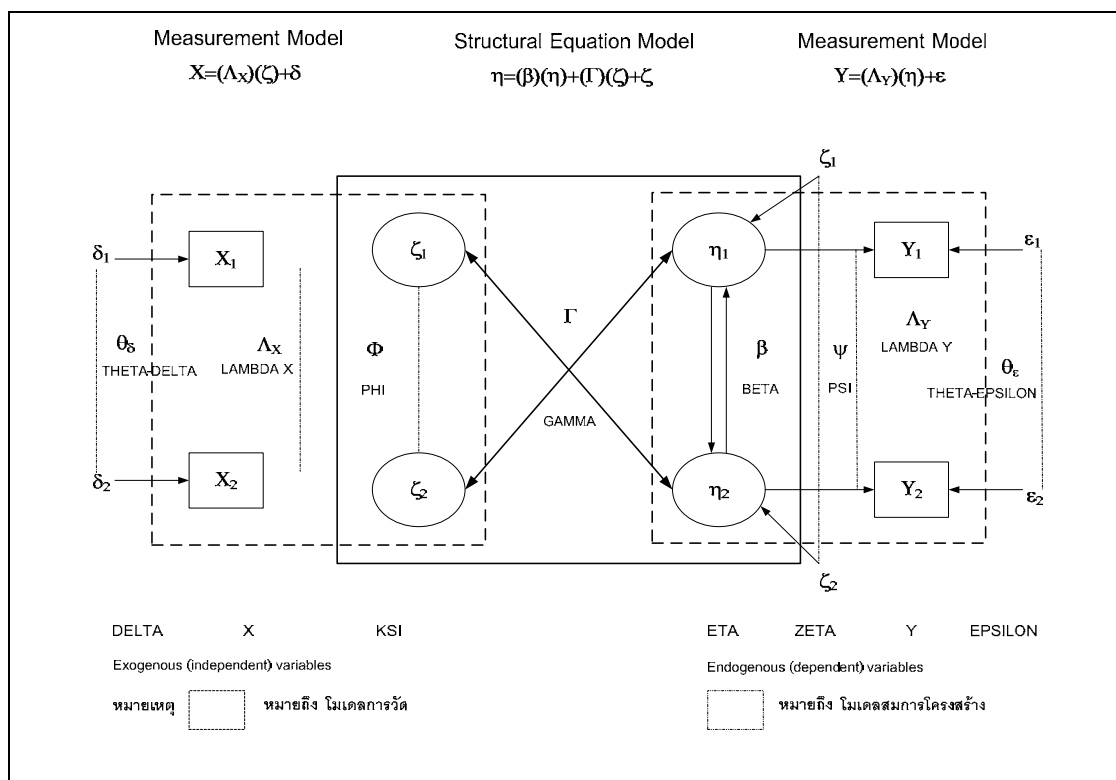 Measurement Model Structural Equation Model Measurement Model
X=(ΛX)(ζ)+δ η=(β)(η)+(Γ)(ζ)+ζ Y=(ΛY)(η)+ε
ζ1
δ1 X1 ζ1 η1 Y1 ε1
Γ
θδ ΛX Φ β ψ ΛY θε
THETA-DELTA LAMBDA X PHI BETA PSI LAMBDA Y THETA-EPSILON
GAMMA
δ2 X2 ζ2 η2 Y2 ε2
ζ2
DELTA X KSI ETA ZETA Y EPSILON
Exogenous (independent) variables Endogenous (dependent) variables
หมายเหตุ หมายถึง โมเดลการวัด หมายถึง โมเดลสมการโครงสร้าง